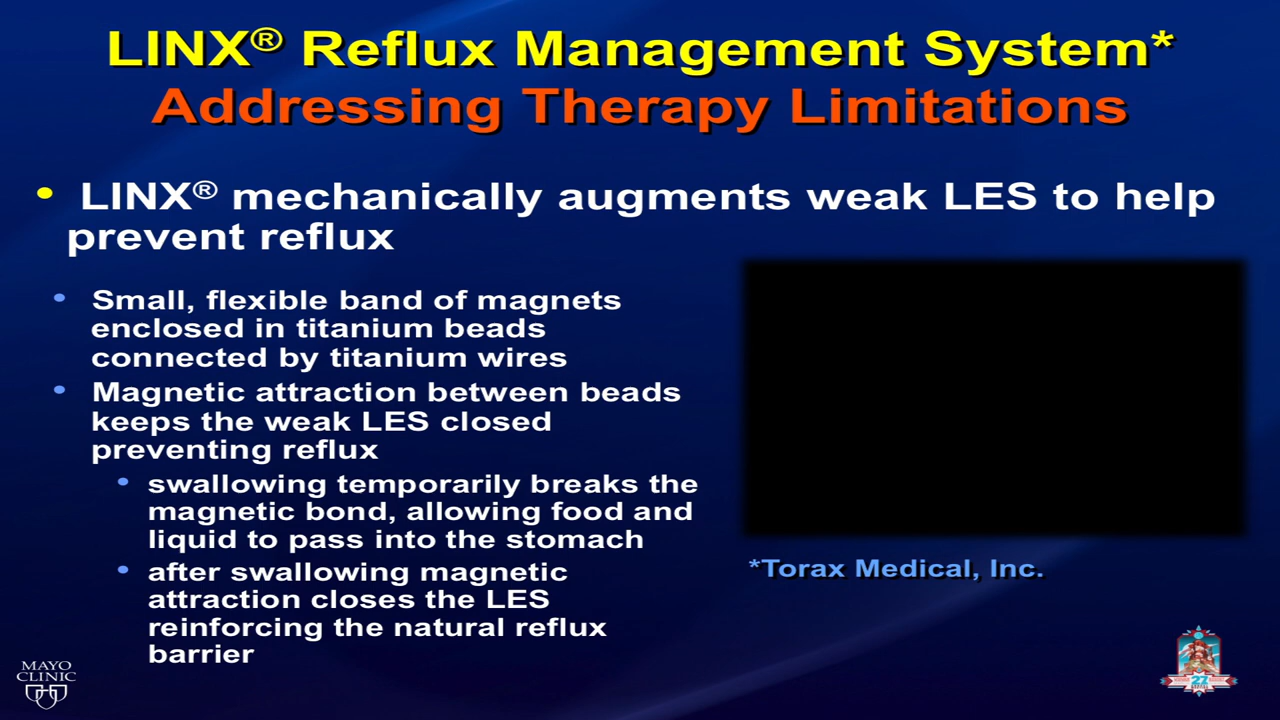 LINX® Reflux Management System*
Addressing Therapy Limitations
• LINX® mechanically augments weak LES to help
prevent reflux
• Small, flexible band of magnets
enclosed in titanium beads
connected by titanium wires
• Magnetic attraction between beads
keeps the weak LES closed
preventing reflux
• swallowing temporarily breaks the
magnetic bond, allowing food and
liquid to pass into the stomach
• after swallowing magnetic
attraction closes the LES
reinforcing the natural reflux
barrier
*Torax Medical, Inc.
MAYO
CLINIC
27